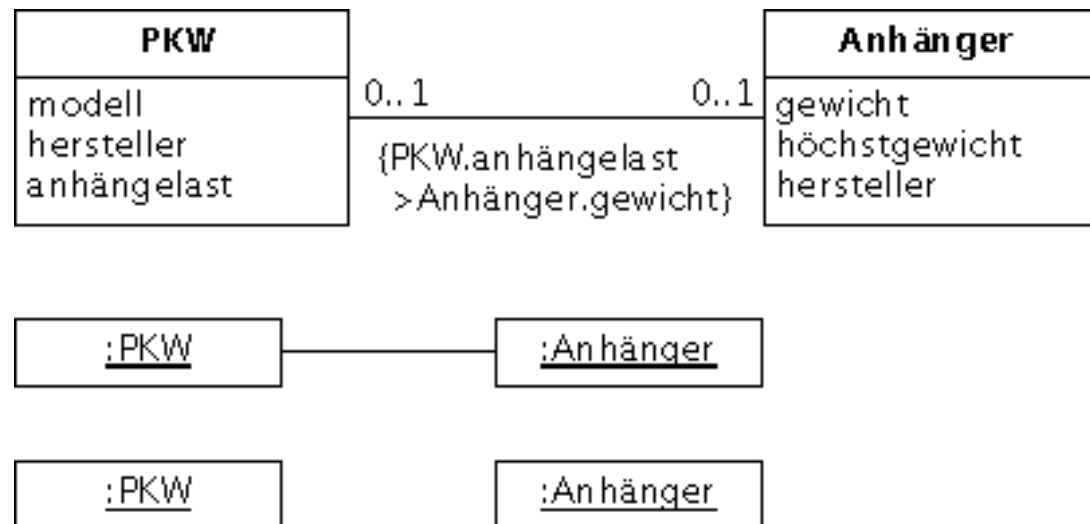 PKW
modell
hersteller
anhängelast
0..1
0..1
{PKW.anhängelast
>Anhänger.gewicht}
Anhänger
gewicht
höchstgewicht
hersteller
:PKW
:Anhänger
:PKW
:Anhänger